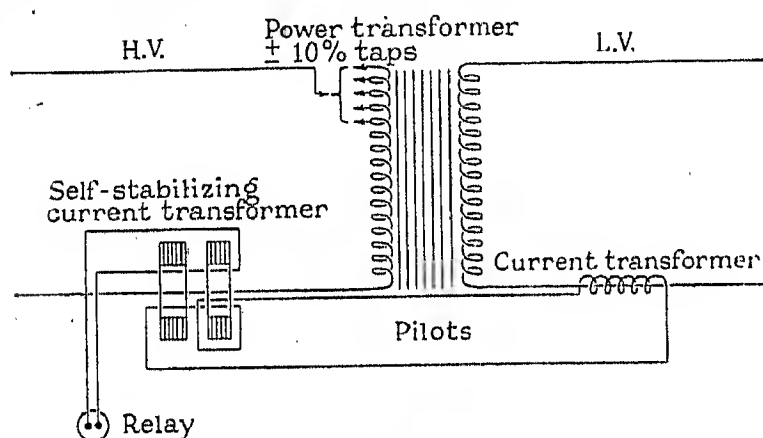 H.V.
Power transformer
± 10% taps
L.V.
Self-stabilizing
current transformer
Current transformer
Pilots
Relay